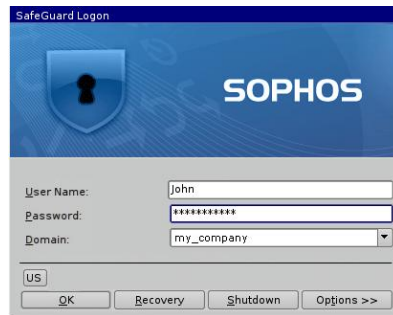 SafeGuard Logon
SOPHOS
User Name: John
Password: ***********
Domain: my_company
US
OK Recovery Shutdown Options >>